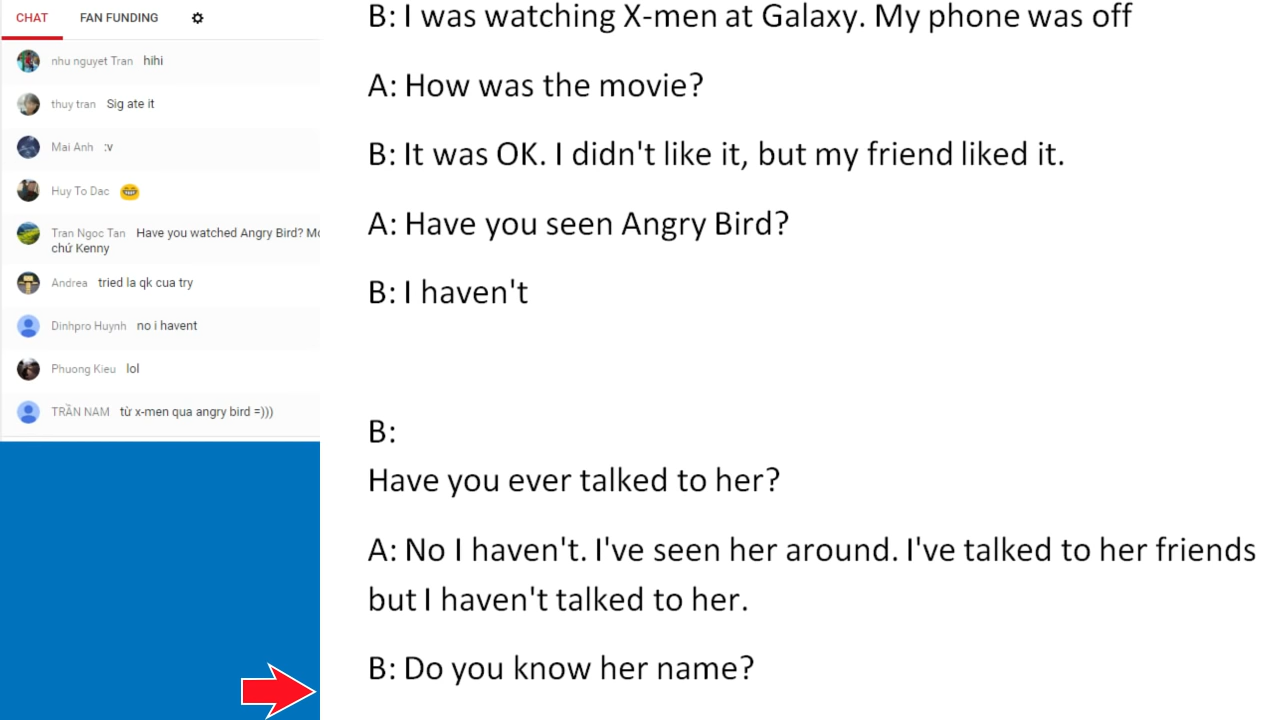 CHAT FAN FUNDING
nhu nguyet Tran hihi
thuy tran Sig ate it
Mai Anh :v
Huy To Dac
Tran Ngoc Tan Have you watched Angry Bird?
chứ Kenny
Andrea tried la qk cua try
Dinhpro Huynh no i havent
Phuong Kieu lol
TRẦN NAM từ x-men qua angry bird =)))
B: I was watching X-men at Galaxy. My phone was off
A: How was the movie?
B: It was OK. I didn't like it, but my friend liked it.
A: Have you seen Angry Bird?
B: I haven't
B:
Have you ever talked to her?
A: No I haven't. I've seen her around. I've talked to her friends
but I haven't talked to her.
B: Do you know her name?